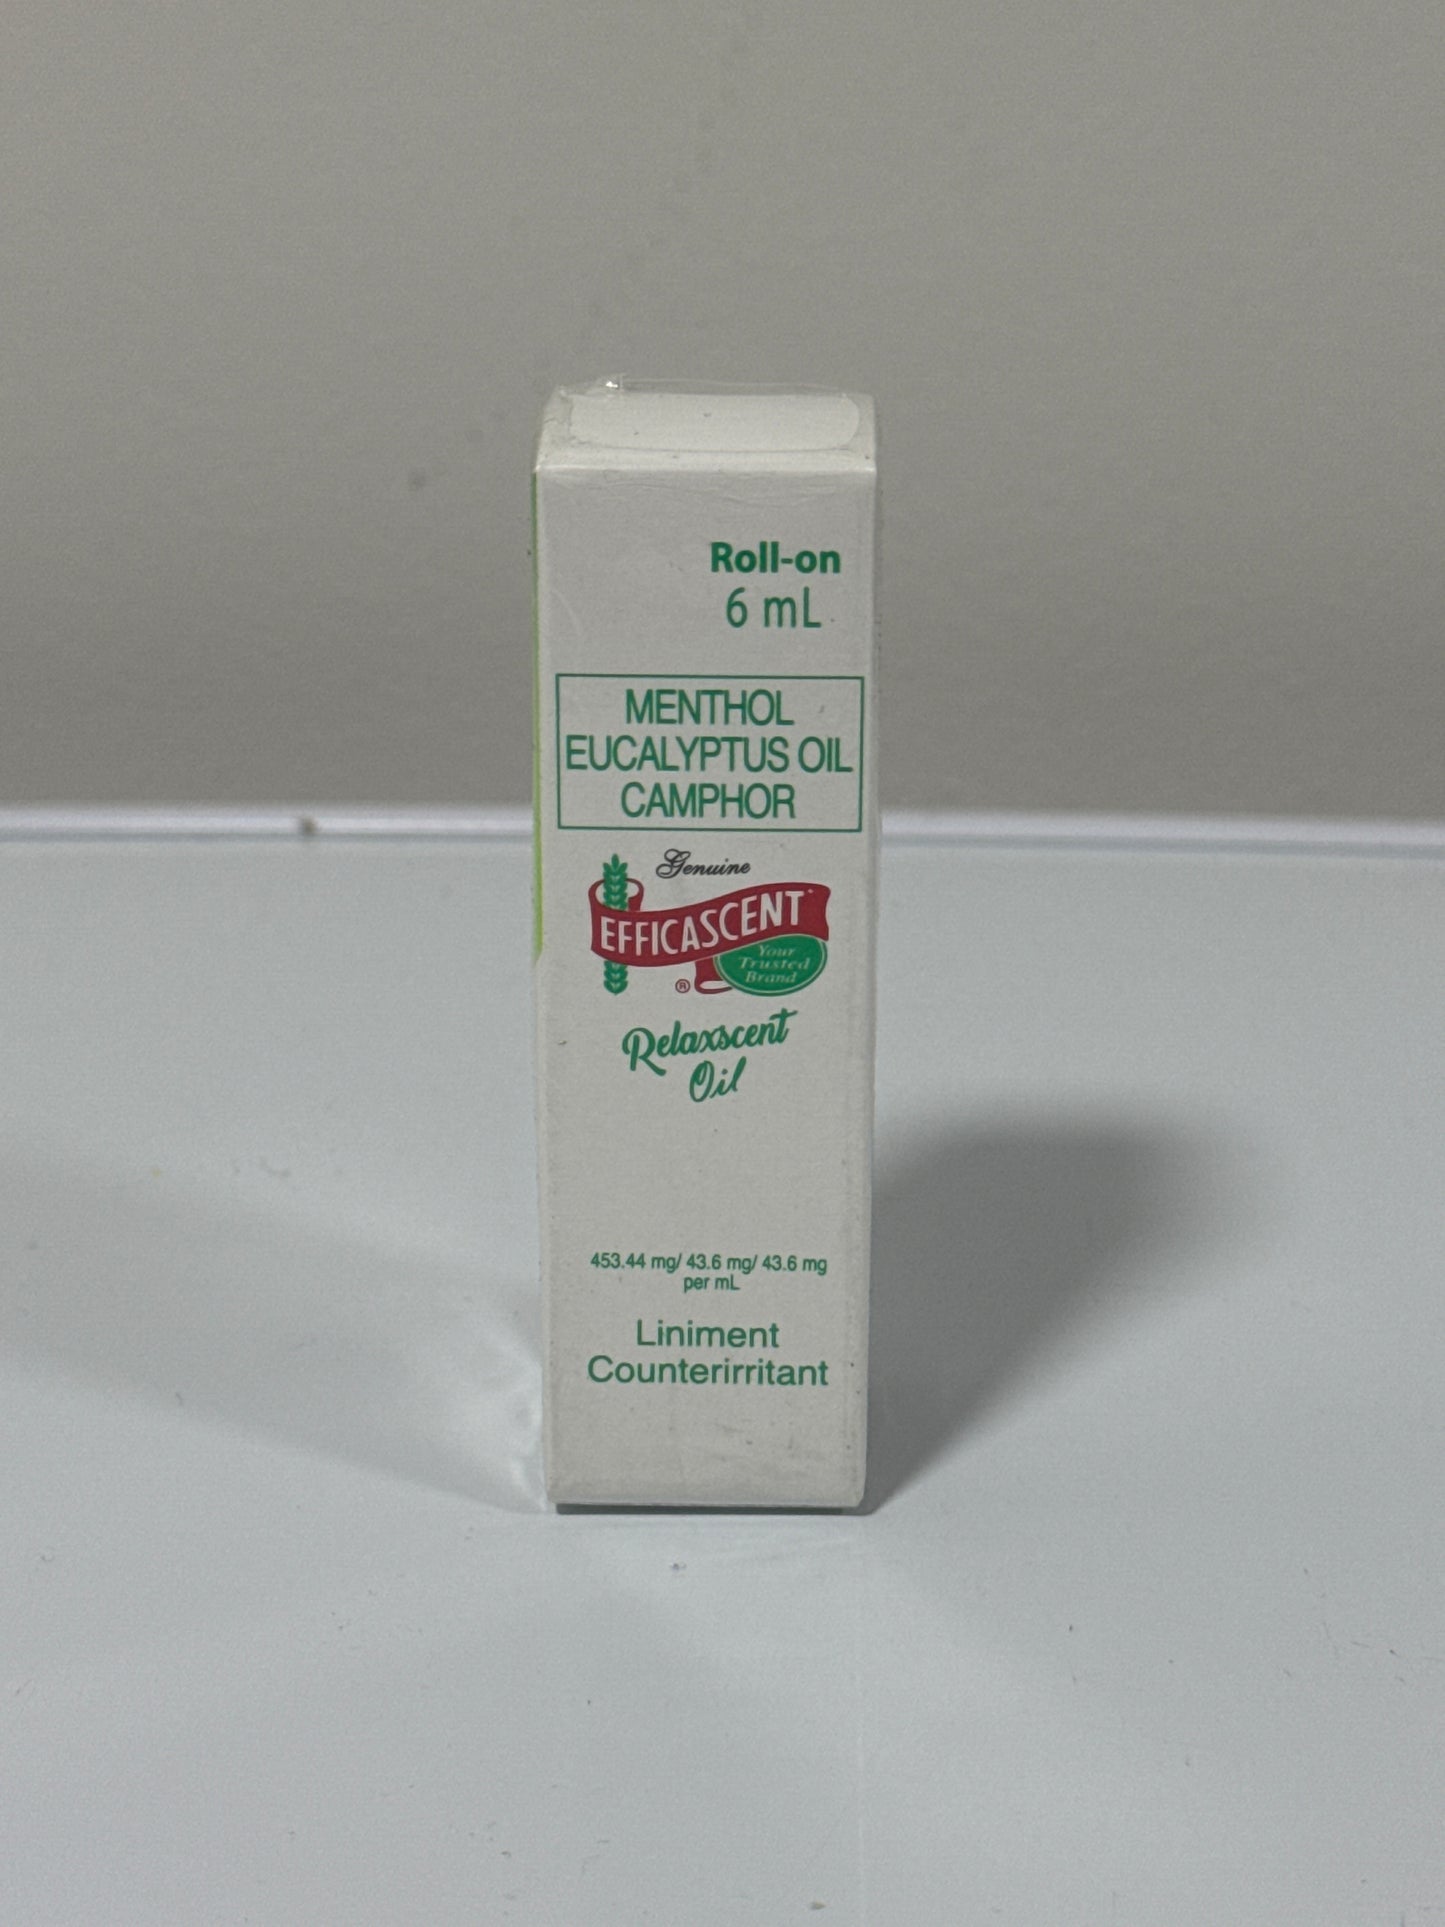 Roll-on
6 mL
MENTHOL
EUCALYPTUS OIL
CAMPHOR
Genuine
EFFICASCENT
Your
Trusted
Brand
®
Relaxscent
Oil
453.44 mg/ 43.6 mg/ 43.6 mg
per mL
Liniment
Counterirritant